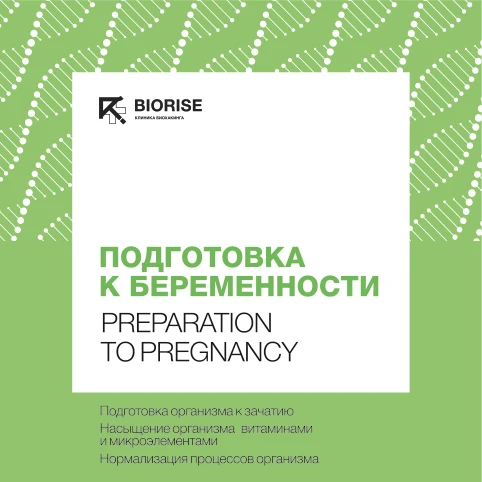 BIORISE
КЛИНИКА БИОХАКИНГА
ПОДГОТОВКА
К БЕРЕМЕННОСТИ
PREPARATION
TO PREGNANCY
Подготовка организма к зачатию
Насыщение организма витаминами
и микроэлементами
Нормализация процессов организма